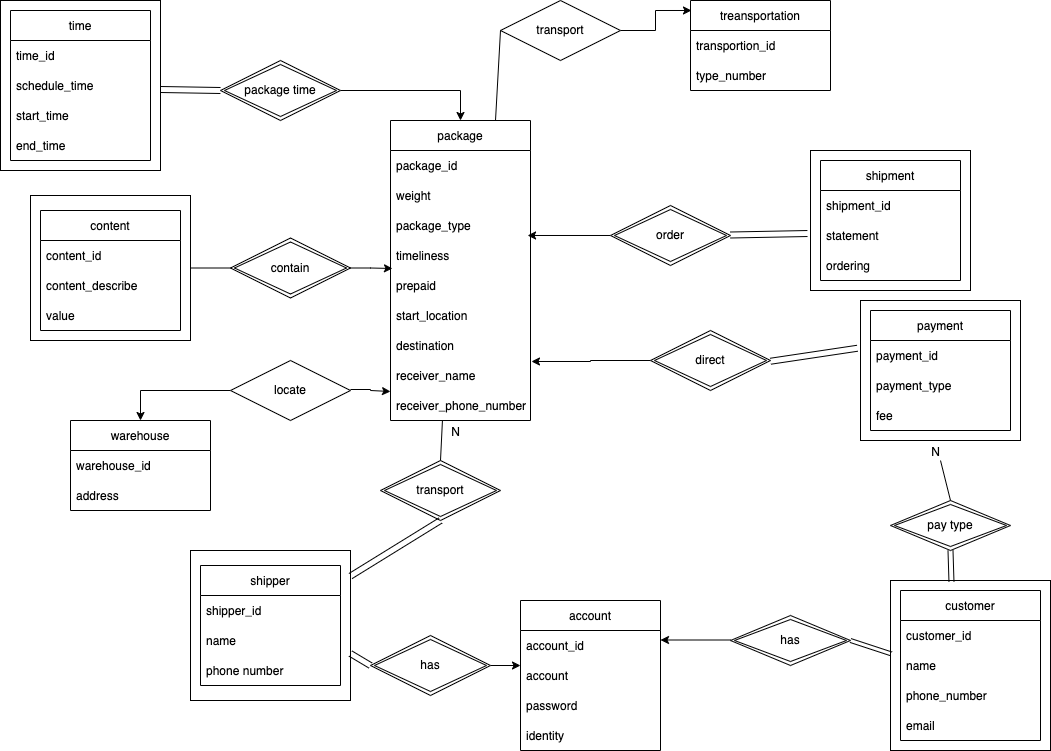 time
time_id
schedule_time
start_time
end_time
package time
transport
treansportation
transportion_id
type_number
package
package_id
weight
package_type
timeliness
prepaid
start_location
destination
receiver_name
receiver_phone_number
content
content_id
content_describe
value
contain
order
shipment
shipment_id
statement
ordering
direct
payment
payment_id
payment_type
fee
locate
warehouse
warehouse_id
address
N
transport
N
pay type
shipper
shipper_id
name
phone number
has
account
account_id
account
password
identity
has
customer
customer_id
name
phone_number
email